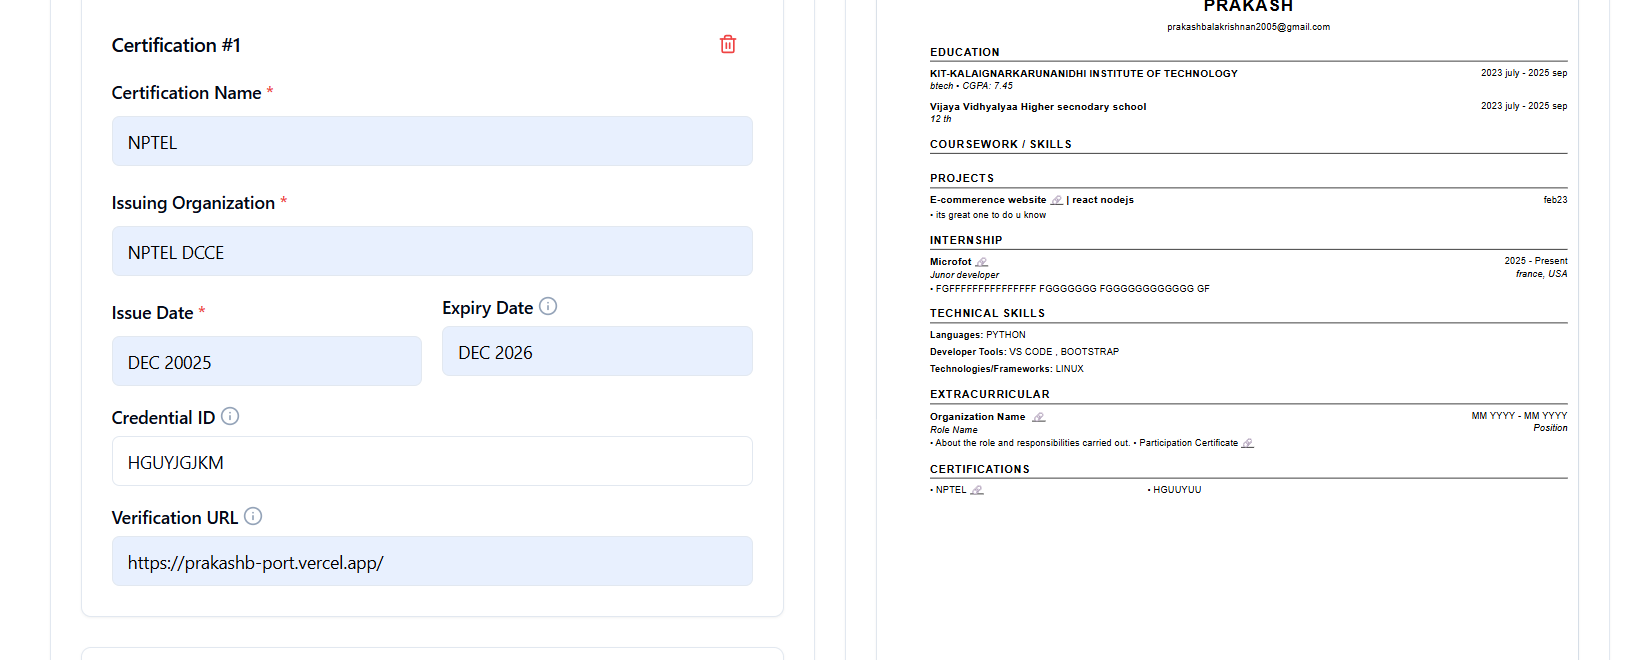 Certification #1
Certification Name *
NPTEL
Issuing Organization *
NPTEL DCCE
Issue Date *
Expiry Date
DEC 20025
DEC 2026
Credential ID
HGUYJGJKM
Verification URL
https://prakashb-port.vercel.app/
PRAKASH
prakashbalakrishnan2005@gmail.com
EDUCATION
KIT-KALAIGNARKARUNANIDHI INSTITUTE OF TECHNOLOGY 2023 july - 2025 sep
btech • CGPA: 7.45
Vijaya Vidhyalyaa Higher secnodary school 2023 july - 2025 sep
12 th
COURSEWORK / SKILLS
PROJECTS
E-commerence website | react nodejs feb23
• its great one to do u know
INTERNSHIP
Microfot 2025 - Present
Junor developer france, USA
• FGFFFFFFFFFFFFFFF FGGGGGGG FGGGGGGGGGGGG GF
TECHNICAL SKILLS
Languages: PYTHON
Developer Tools: VS CODE , BOOTSTRAP
Technologies/Frameworks: LINUX
EXTRACURRICULAR
Organization Name MM YYYY - MM YYYY
Role Name Position
• About the role and responsibilities carried out. • Participation Certificate
CERTIFICATIONS
• NPTEL • HGUUYUU